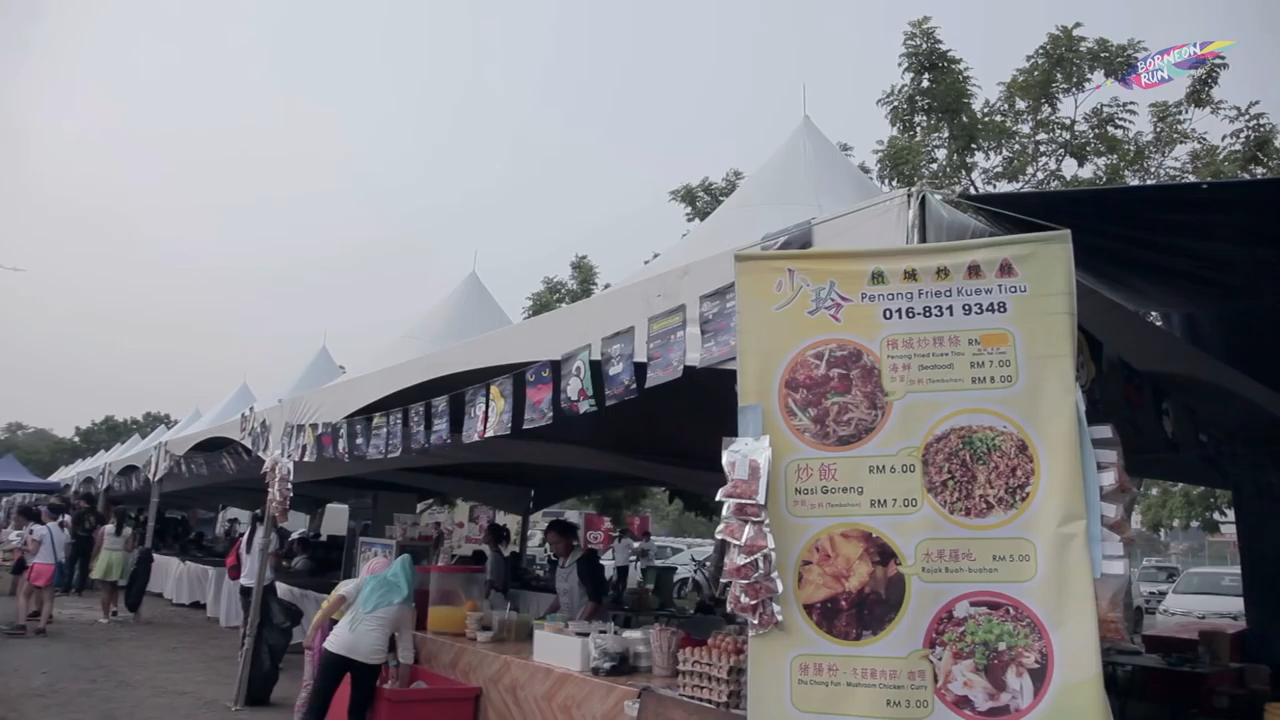 BORNEON
RUN
少玲
檳城炒粿條
Penang Fried Kuew Tiau
016-831 9348
檳城炒粿條 RM
Penang Fried Kuew Tiau
海鮮 (Seafood) RM 7.00
加料 (Tambahan) RM 8.00
炒飯 RM 6.00
Nasi Goreng
加料 (Tambahan) RM 7.00
水果羅吔 RM 5.00
Rojak Buah-buahan
猪腸粉 - 冬菇雞肉碎/ 咖喱
Zhu Chang Fun - Mushroom Chicken / Curry
RM 3.00